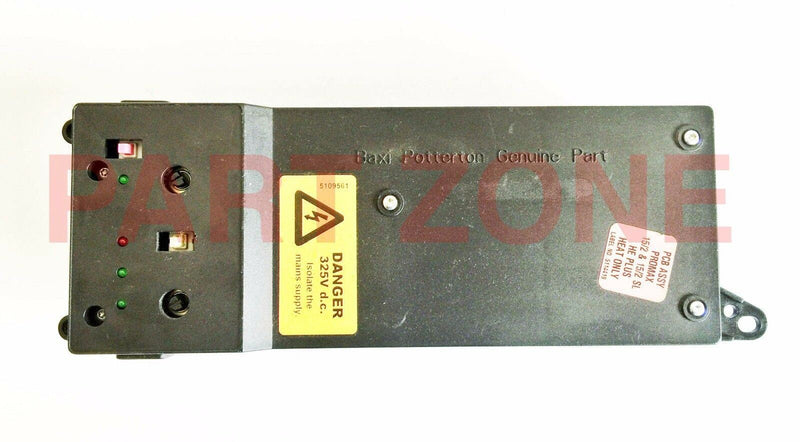 PART ZONE
Baxi Potterton Genuine Part
5109561
DANGER
325V d.c.
Isolate the
mains supply.
PCB ASSY
PROMAX
15/2 & 15/2 SL
HE PLUS
HEAT ONLY